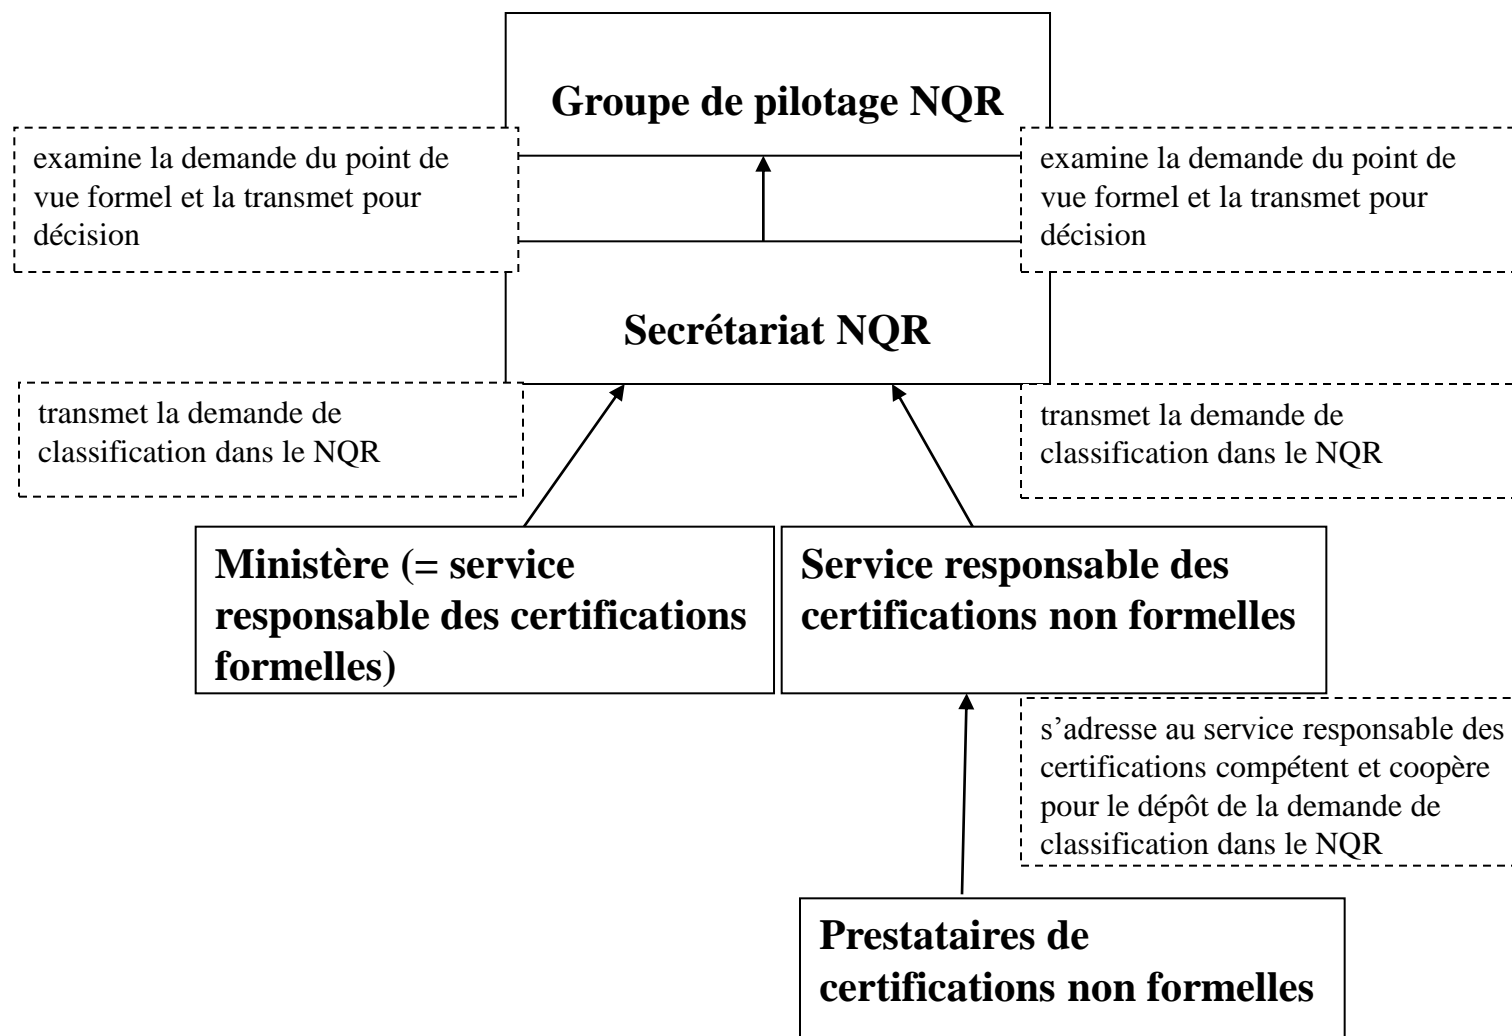 Groupe de pilotage NQR
examine la demande du point de
vue formel et la transmet pour
décision
examine la demande du point de
vue formel et la transmet pour
décision
Secrétariat NQR
transmet la demande de
classification dans le NQR
transmet la demande de
classification dans le NQR
Ministère (= service
responsable des certifications
formelles)
Service responsable des
certifications non formelles
s’adresse au service responsable des
certifications compétent et coopère
pour le dépôt de la demande de
classification dans le NQR
Prestataires de
certifications non formelles